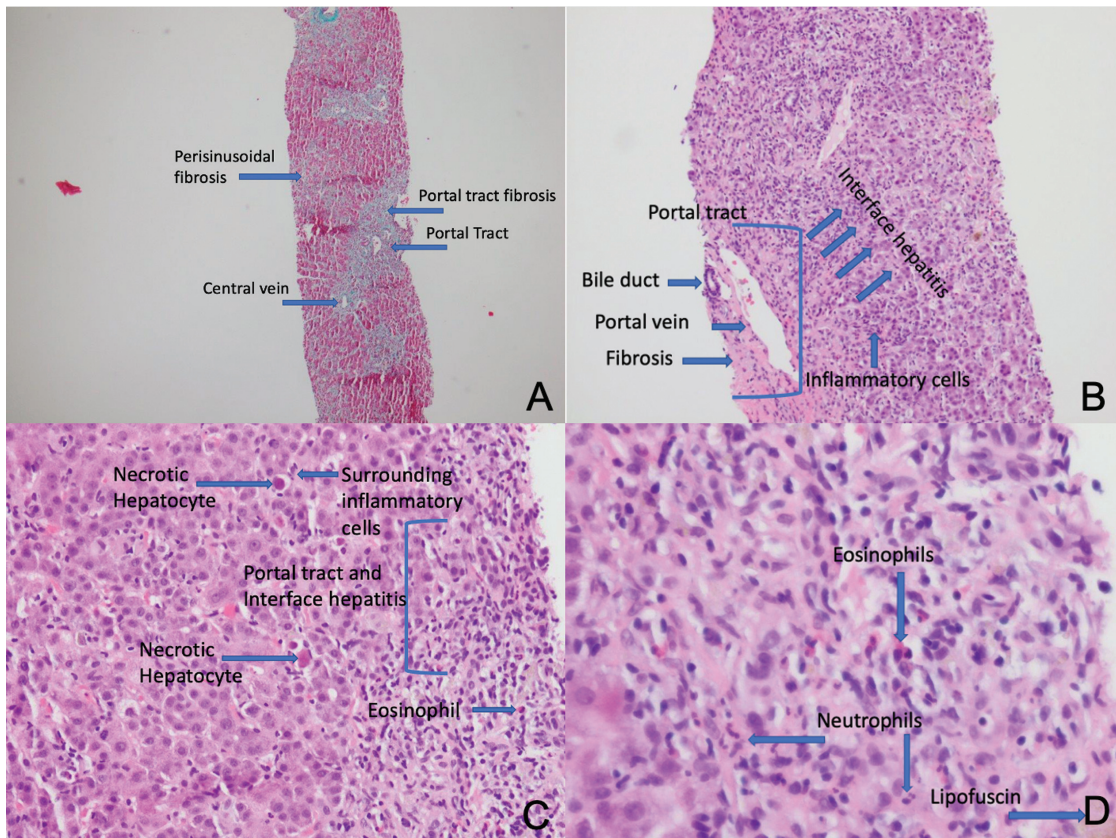 Perisinusoidal
fibrosis
Portal tract fibrosis
Portal Tract
Central vein
A
Portal tract
Bile duct
Portal vein
Fibrosis
Interface hepatitis
Inflammatory cells
B
Necrotic
Hepatocyte
Surrounding
inflammatory
cells
Portal tract and
Interface hepatitis
Necrotic
Hepatocyte
Eosinophil
C
Eosinophils
Neutrophils
Lipofuscin
D